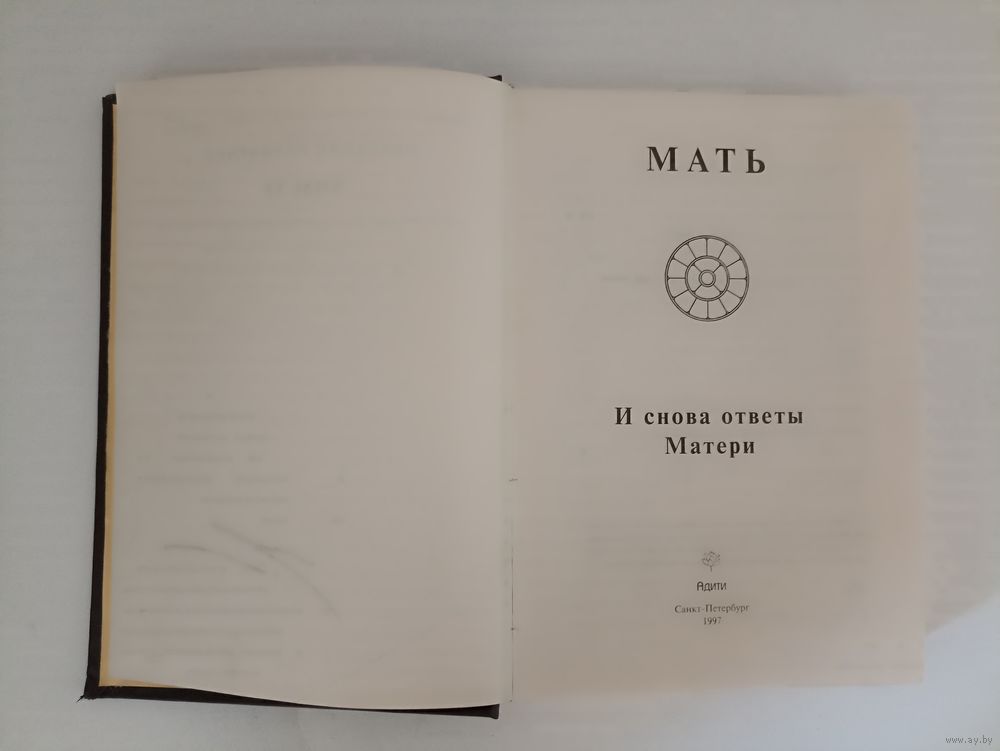 МАТЬ
И снова ответы
Матери
Адити
Санкт-Петербург
1997
www.ay.by